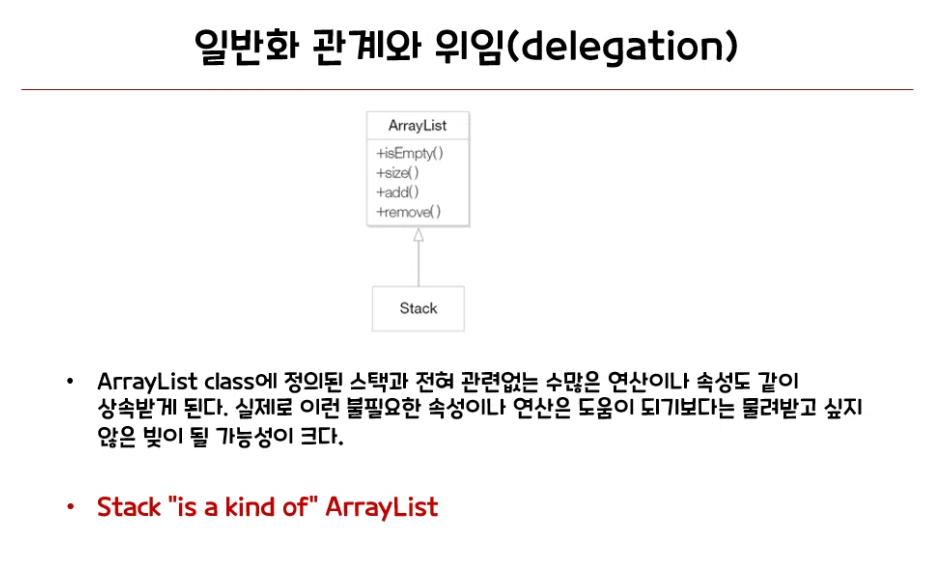 일반화 관계와 위임(delegation)
ArrayList
+isEmpty()
+size()
+add()
+remove()
Stack
• ArrayList class에 정의된 스택과 전혀 관련없는 수많은 연산이나 속성도 같이
상속받게 된다. 실제로 이런 불필요한 속성이나 연산은 도움이 되기보다는 물려받고 싶지
않은 빚이 될 가능성이 크다.
• Stack "is a kind of" ArrayList